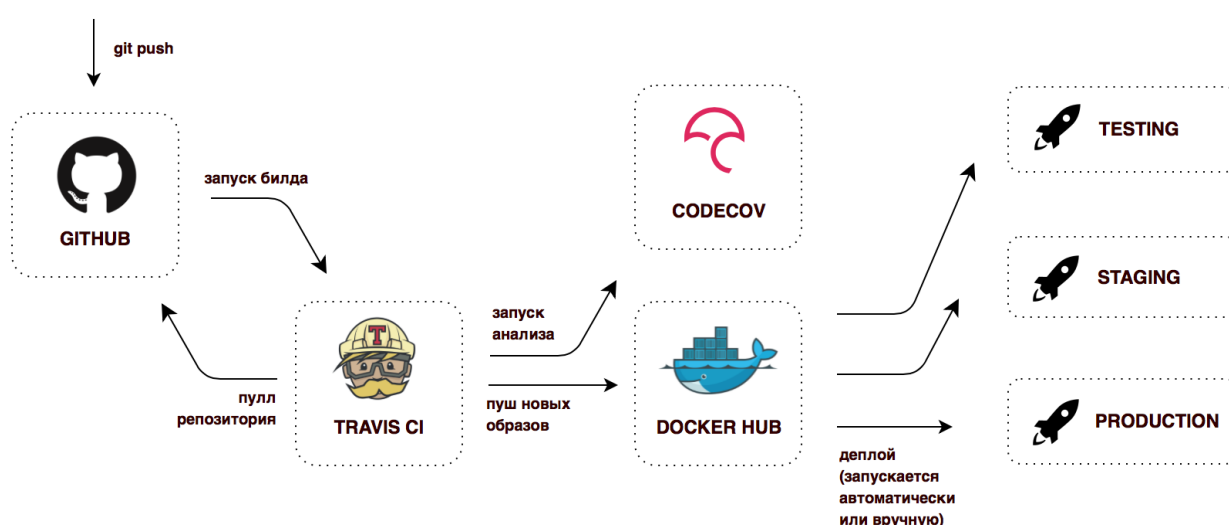 git push
GITHUB
запуск билда
пулл
репозитория
T
TRAVIS CI
запуск
анализа
пуш новых
образов
CODECOV
DOCKER HUB
деплой
(запускается
автоматически
или вручную)
TESTING
STAGING
PRODUCTION